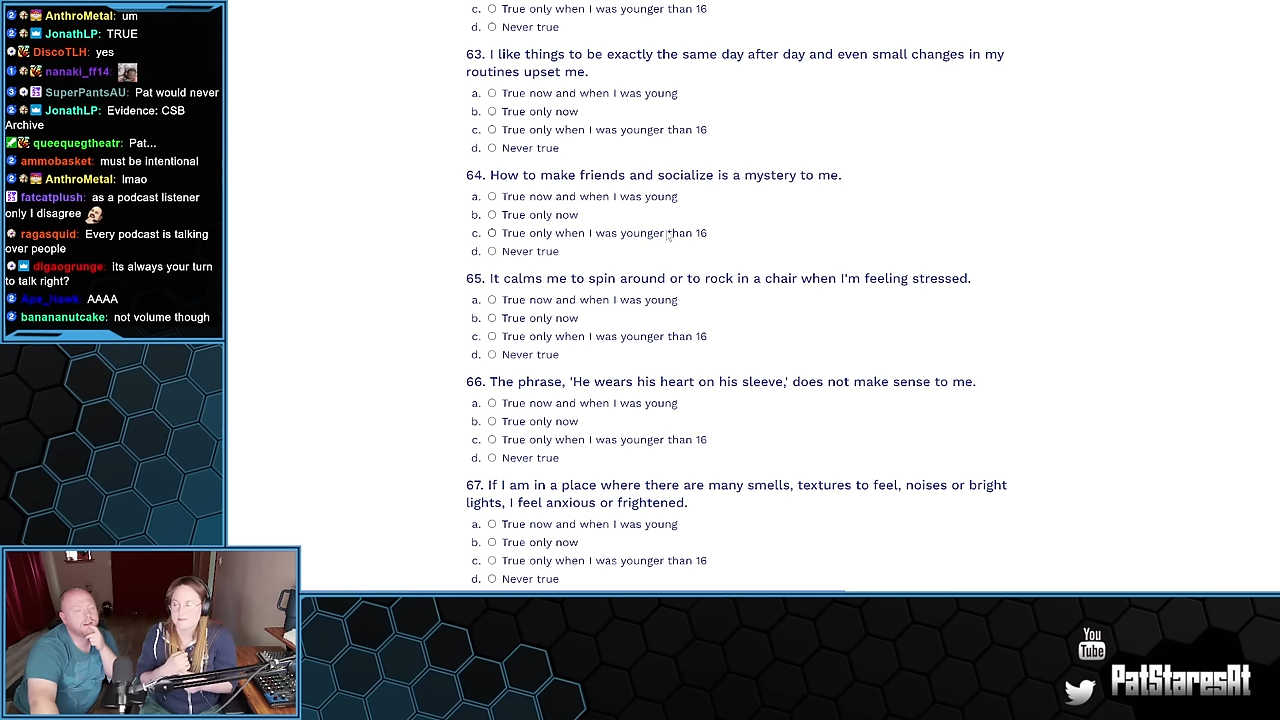 AnthroMetal: um
JonathLP: TRUE
DiscoTLH: yes
nanaki_ff14:
SuperPantsAU: Pat would never
JonathLP: Evidence: CSB
Archive
queequegtheatr: Pat...
ammobasket: must be intentional
AnthroMetal: lmao
fatcatplush: as a podcast listener
only I disagree
ragasquid: Every podcast is talking
over people
digaogrunge: Its always your turn
to talk right?
Ape_Hawk: AAAA
banananutcake: not volume though
c. True only when I was younger than 16
d. Never true
63. I like things to be exactly the same day after day and even small changes in my
routines upset me.
a. True now and when I was young
b. True only now
c. True only when I was younger than 16
d. Never true
64. How to make friends and socialize is a mystery to me.
a. True now and when I was young
b. True only now
c. True only when I was younger than 16
d. Never true
65. It calms me to spin around or to rock in a chair when I'm feeling stressed.
a. True now and when I was young
b. True only now
c. True only when I was younger than 16
d. Never true
66. The phrase, 'He wears his heart on his sleeve,' does not make sense to me.
a. True now and when I was young
b. True only now
c. True only when I was younger than 16
d. Never true
67. If I am in a place where there are many smells, textures to feel, noises or bright
lights, I feel anxious or frightened.
a. True now and when I was young
b. True only now
c. True only when I was younger than 16
d. Never true
You
Tube
PatStaresAt